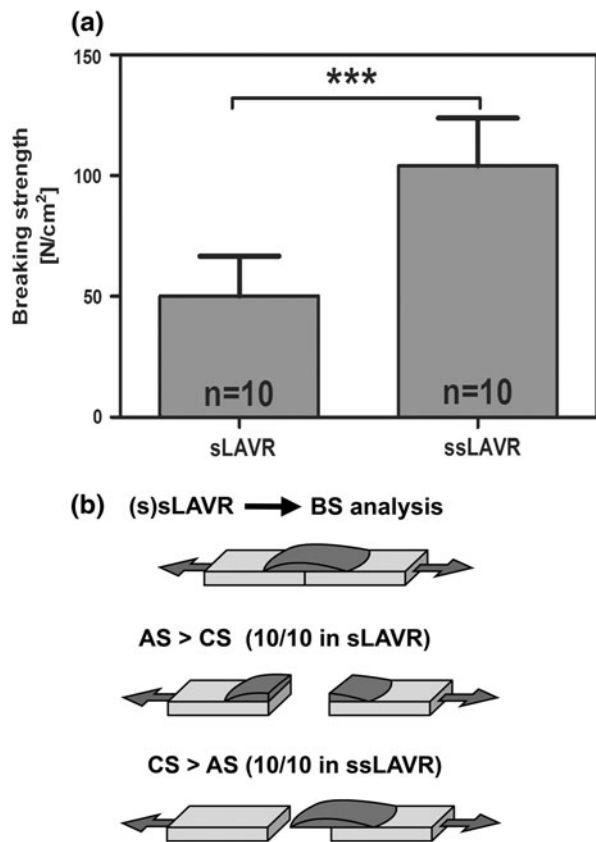 (a)
150
***
100
50
0
Breaking strength
[N/cm²]
n=10
n=10
sLAVR
ssLAVR
(b) (s)sLAVR → BS analysis
AS > CS (10/10 in sLAVR)
CS > AS (10/10 in ssLAVR)